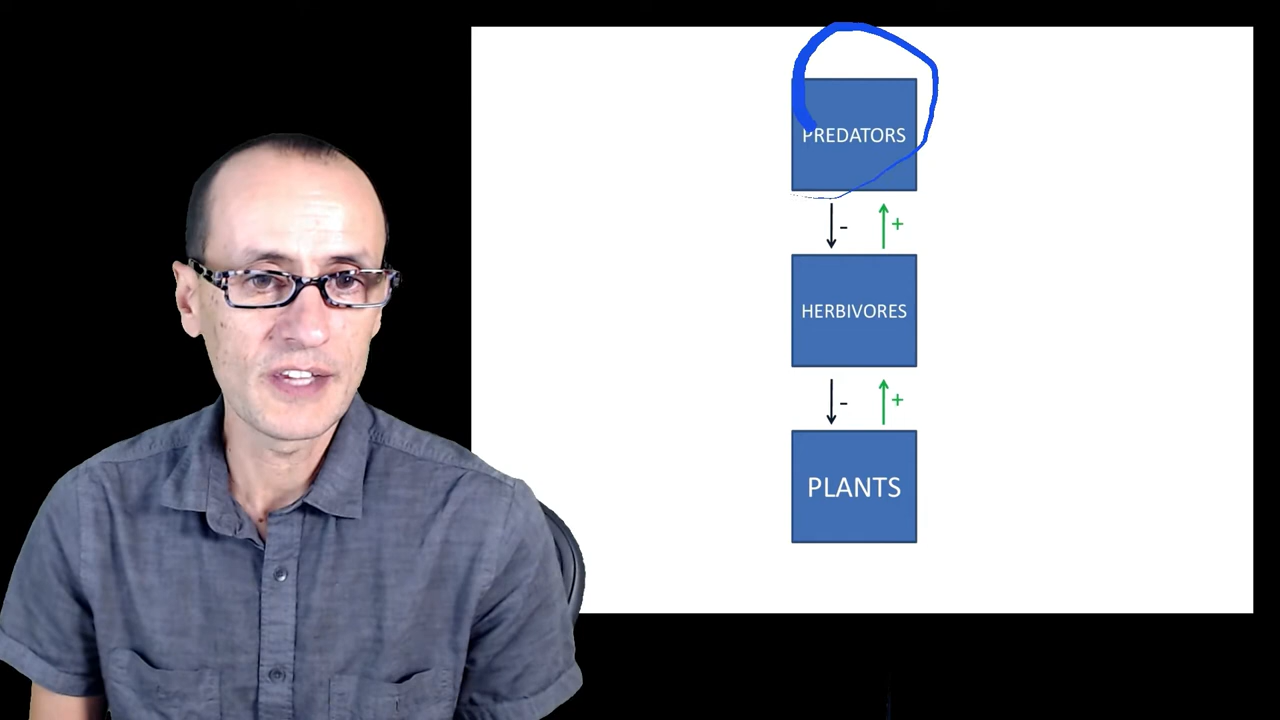 PREDATORS
- +
HERBIVORES
- +
PLANTS